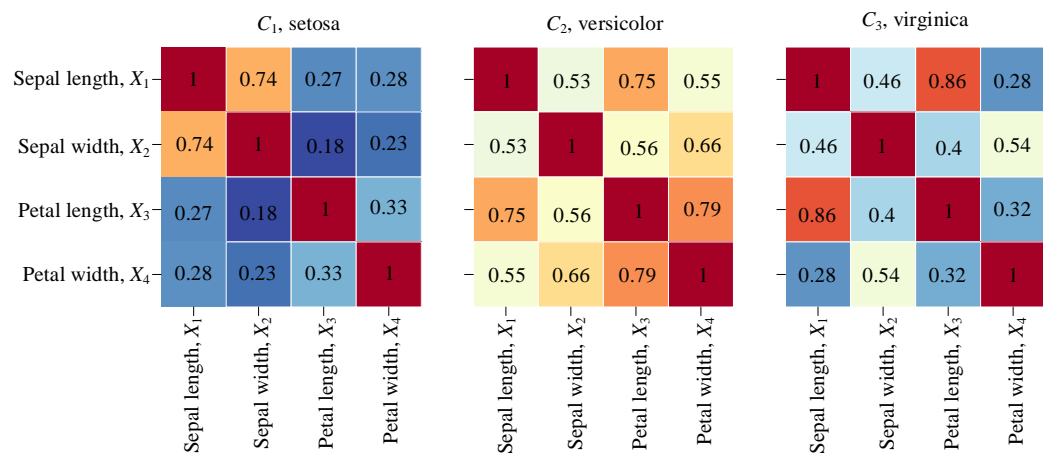 C1, setosa
C2, versicolor
C3, virginica
Sepal length, X1
1 0.74 0.27 0.28
1 0.53 0.75 0.55
1 0.46 0.86 0.28
Sepal width, X2
0.74 1 0.18 0.23
0.53 1 0.56 0.66
0.46 1 0.4 0.54
Petal length, X3
0.27 0.18 1 0.33
0.75 0.56 1 0.79
0.86 0.4 1 0.32
Petal width, X4
0.28 0.23 0.33 1
0.55 0.66 0.79 1
0.28 0.54 0.32 1
Sepal length, X1
Sepal width, X2
Petal length, X3
Petal width, X4
Sepal length, X1
Sepal width, X2
Petal length, X3
Petal width, X4
Sepal length, X1
Sepal width, X2
Petal length, X3
Petal width, X4